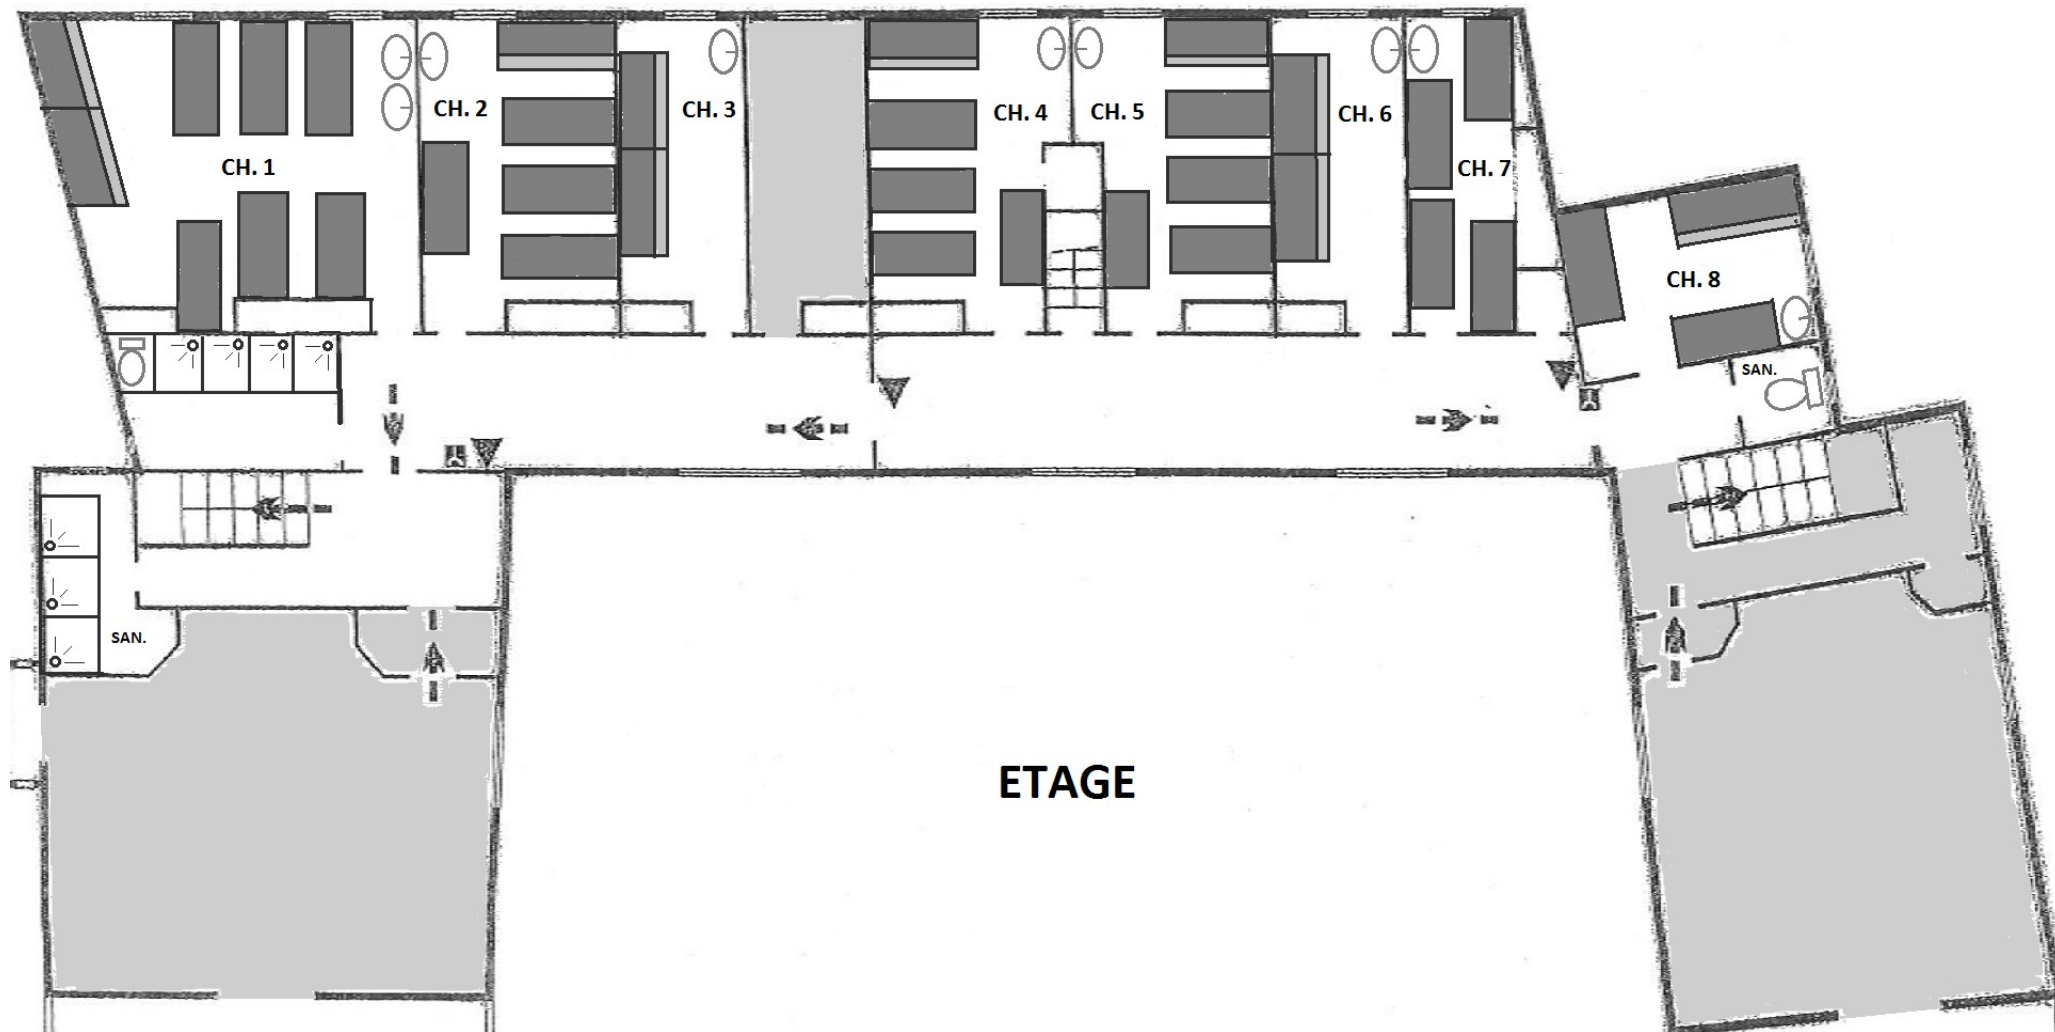 CH. 1
CH. 2
CH. 3
CH. 4
CH. 5
CH. 6
CH. 7
CH. 8
SAN.
SAN.
ETAGE